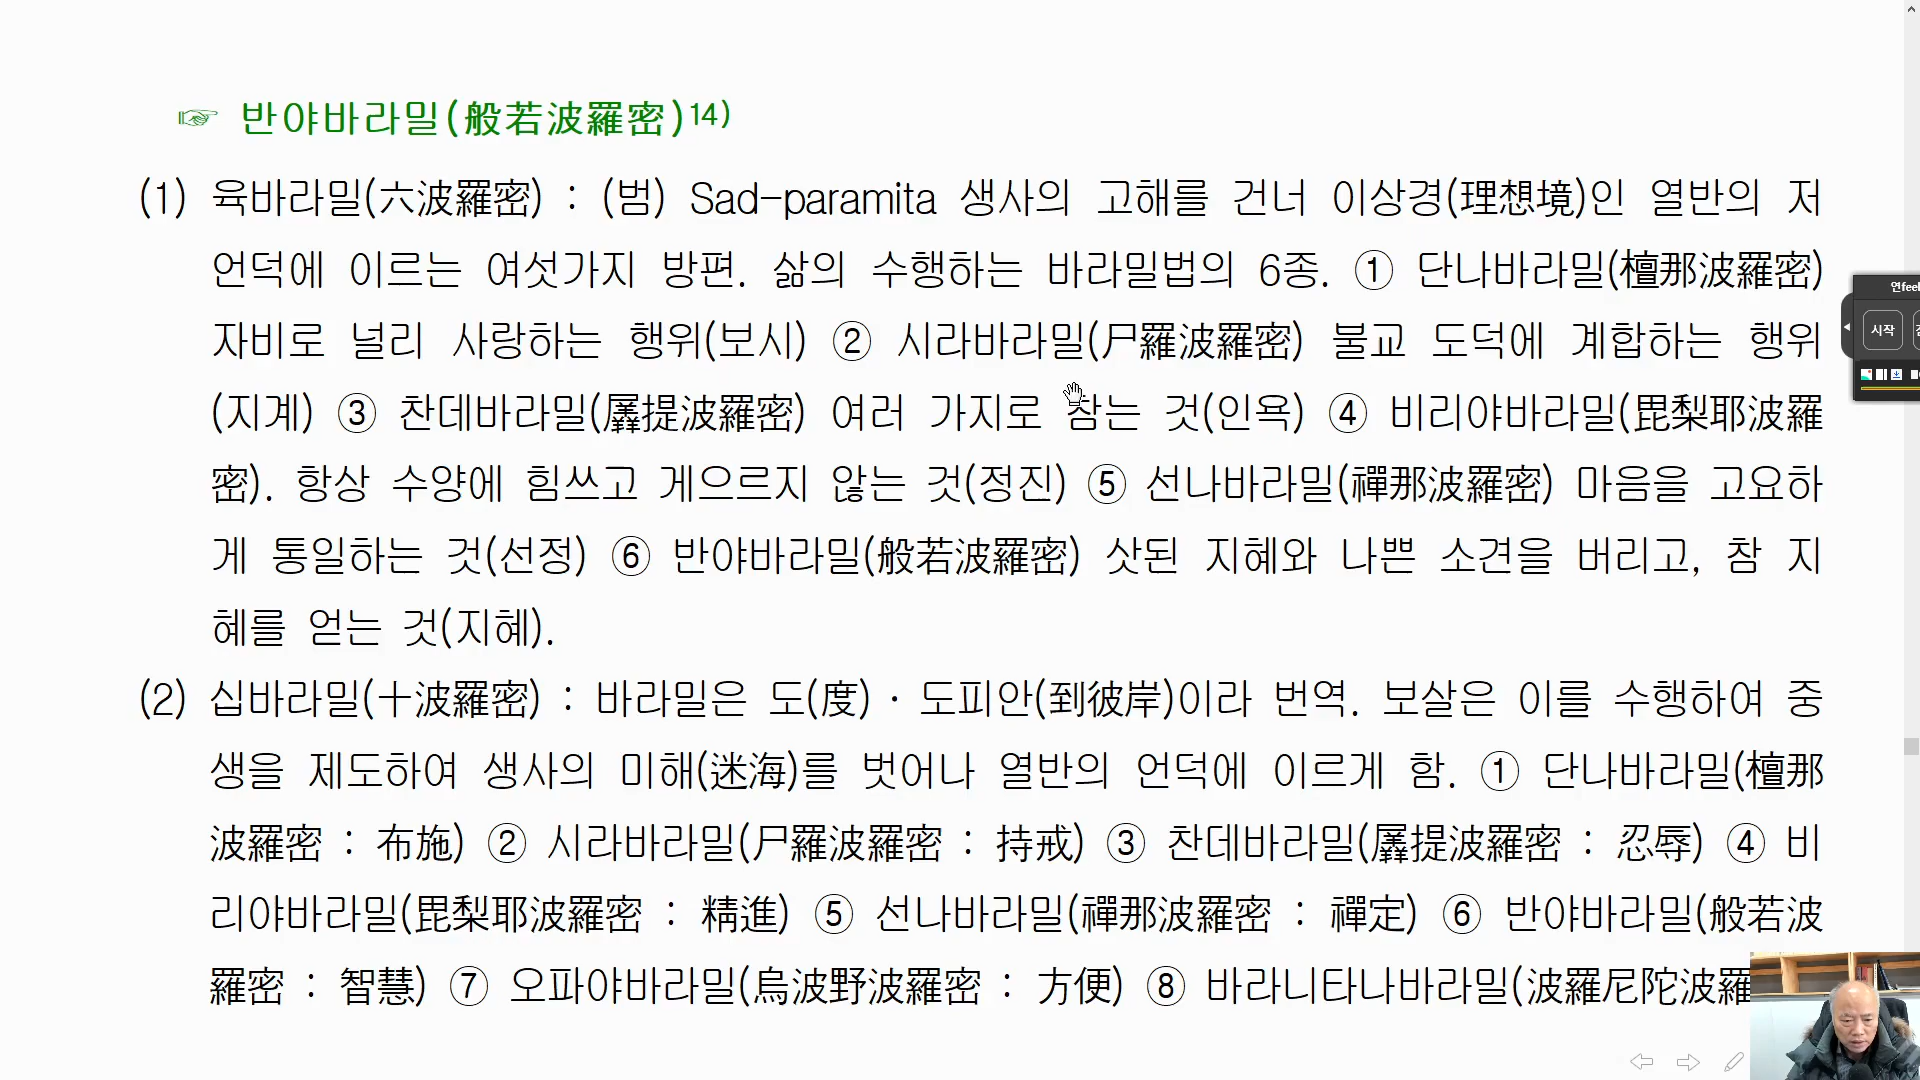 ☞ 반야바라밀(般若波羅密)14)
(1) 육바라밀(六波羅密) : (범) Sad-paramita 생사의 고해를 건너 이상경(理想境)인 열반의 저
언덕에 이르는 여섯가지 방편. 삶의 수행하는 바라밀법의 6종. ① 단나바라밀(檀那波羅密)
자비로 널리 사랑하는 행위(보시) ② 시라바라밀(尸羅波羅密) 불교 도덕에 계합하는 행위
(지계) ③ 찬데바라밀(羼提波羅密) 여러 가지로 참는 것(인욕) ④ 비리야바라밀(毘梨耶波羅
密). 항상 수양에 힘쓰고 게으르지 않는 것(정진) ⑤ 선나바라밀(禪那波羅密) 마음을 고요하
게 통일하는 것(선정) ⑥ 반야바라밀(般若波羅密) 삿된 지혜와 나쁜 소견을 버리고, 참 지
혜를 얻는 것(지혜).
(2) 십바라밀(十波羅密) : 바라밀은 도(度)·도피안(到彼岸)이라 번역. 보살은 이를 수행하여 중
생을 제도하여 생사의 미해(迷海)를 벗어나 열반의 언덕에 이르게 함. ① 단나바라밀(檀那
波羅密 : 布施) ② 시라바라밀(尸羅波羅密 : 持戒) ③ 찬데바라밀(羼提波羅密 : 忍辱) ④ 비
리야바라밀(毘梨耶波羅密 : 精進) ⑤ 선나바라밀(禪那波羅密 : 禪定) ⑥ 반야바라밀(般若波
羅密 : 智慧) ⑦ 오파야바라밀(烏波野波羅密 : 方便) ⑧ 바라니타나바라밀(波羅尼陀波羅
연feel
시작